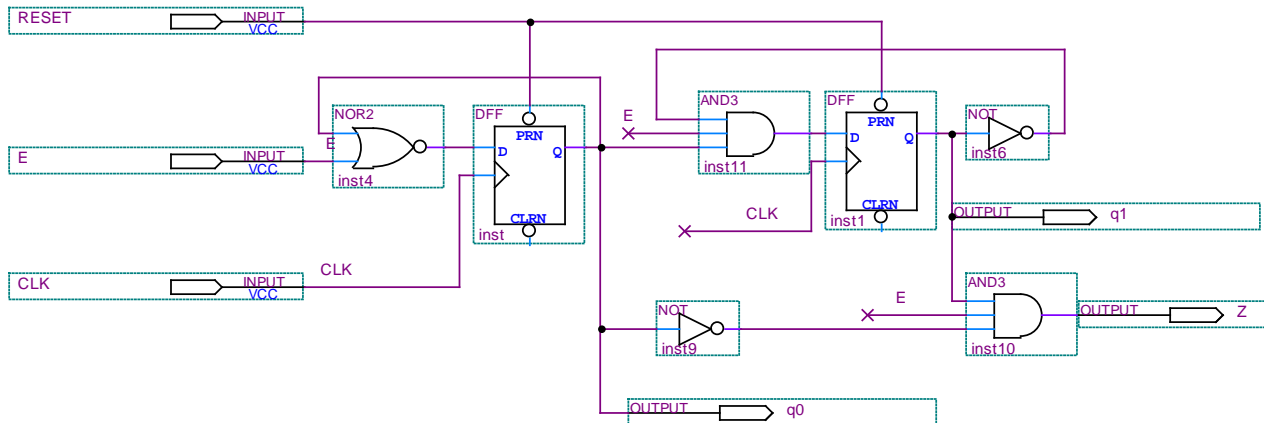 RESET
INPUT
VCC
NOR2
E
inst4
E
INPUT
VCC
DFF
PRN
D
Q
CLRN
inst
CLK
CLK
INPUT
VCC
E
AND3
inst11
CLK
DFF
PRN
D
Q
CLRN
inst1
NOT
inst6
OUTPUT
q1
NOT
inst9
E
AND3
inst10
OUTPUT
Z
OUTPUT
q0